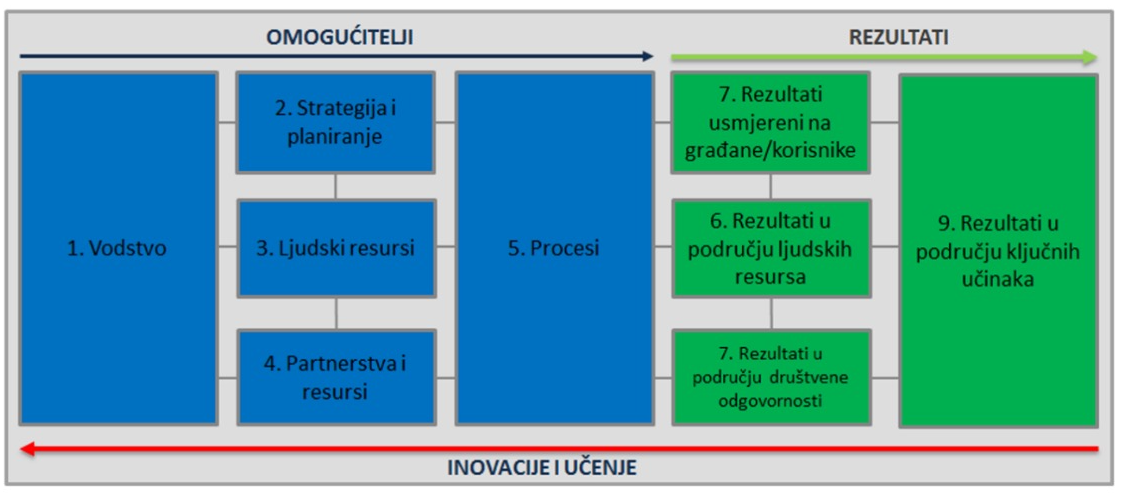 OMOGUĆITELJI
REZULTATI
1. Vodstvo
2. Strategija i
planiranje
3. Ljudski resursi
4. Partnerstva i
resursi
5. Procesi
7. Rezultati
usmjereni na
građane/korisnike
6. Rezultati u
području ljudskih
resursa
7. Rezultati u
području društvene
odgovornosti
9. Rezultati u
području ključnih
učinaka
INOVACIJE I UČENJE